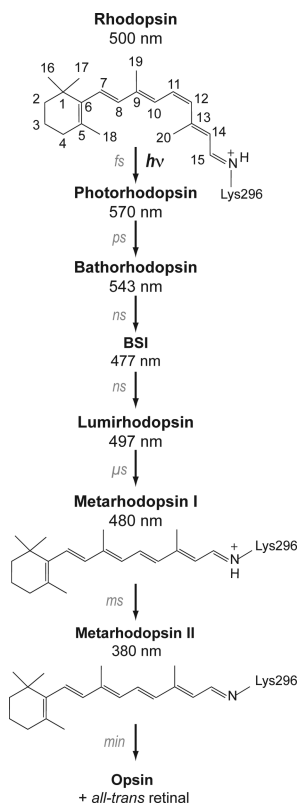 Rhodopsin
500 nm
16 17 19
2 1 7 9 11
3 6 8 10 12
4 5 18 20 13
14
15
+
N
H
Lys296
fs hν
Photorhodopsin
570 nm
ps
Bathorhodopsin
543 nm
ns
BSI
477 nm
ns
Lumirhodopsin
497 nm
µs
Metarhodopsin I
480 nm
Lys296
+
N
H
ms
Metarhodopsin II
380 nm
Lys296
N
min
Opsin
+ all-trans retinal